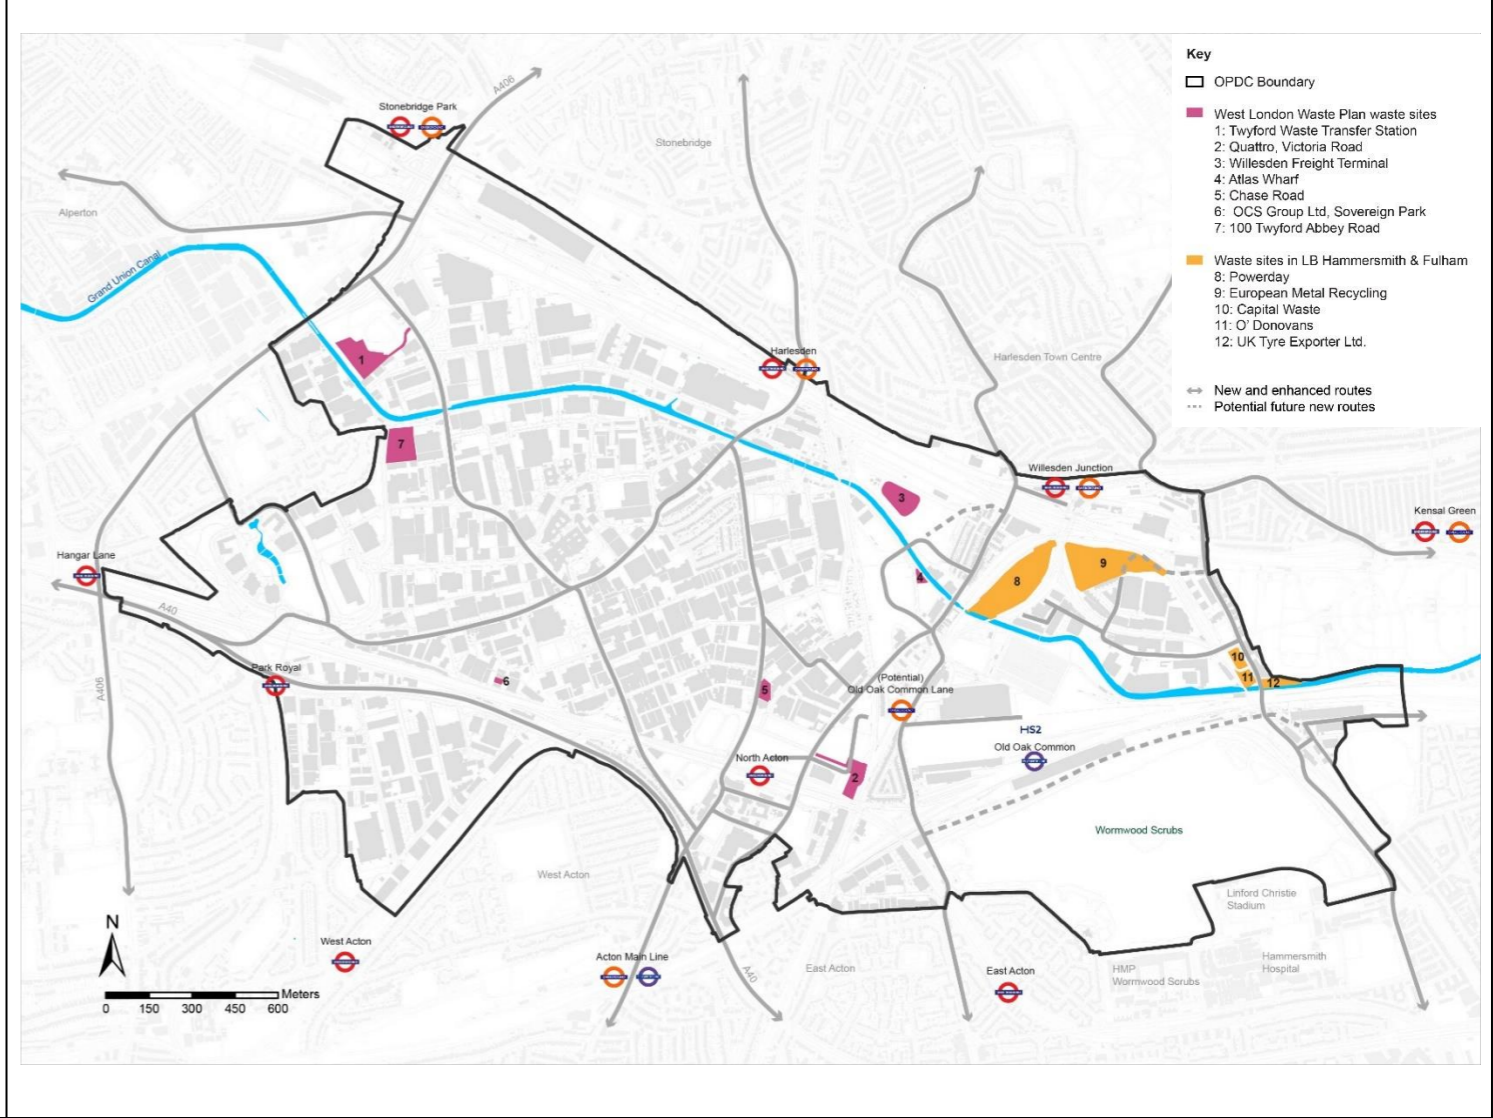 Key
OPDC Boundary
West London Waste Plan waste sites
1: Twyford Waste Transfer Station
2: Quattro, Victoria Road
3: Willesden Freight Terminal
4: Atlas Wharf
5: Chase Road
6: OCS Group Ltd, Sovereign Park
7: 100 Twyford Abbey Road
Waste sites in LB Hammersmith & Fulham
8: Powerday
9: European Metal Recycling
10: Capital Waste
11: O' Donovans
12: UK Tyre Exporter Ltd.
New and enhanced routes
Potential future new routes
A406
Stonebridge Park
Stonebridge
Alperton
Grand Union Canal
1
Harlesden
Harlesden Town Centre
7
Willesden Junction
3
Kensal Green
Hangar Lane
A40
4
8
9
Park Royal
A406
6
5
(Potential)
Old Oak Common Lane
10
11
12
HS2
Old Oak Common
North Acton
2
Wormwood Scrubs
West Acton
Linford Christie
Stadium
N
West Acton
Acton Main Line
A40
East Acton
East Acton
HMP
Wormwood Scrubs
Hammersmith
Hospital
Meters
0 150 300 450 600